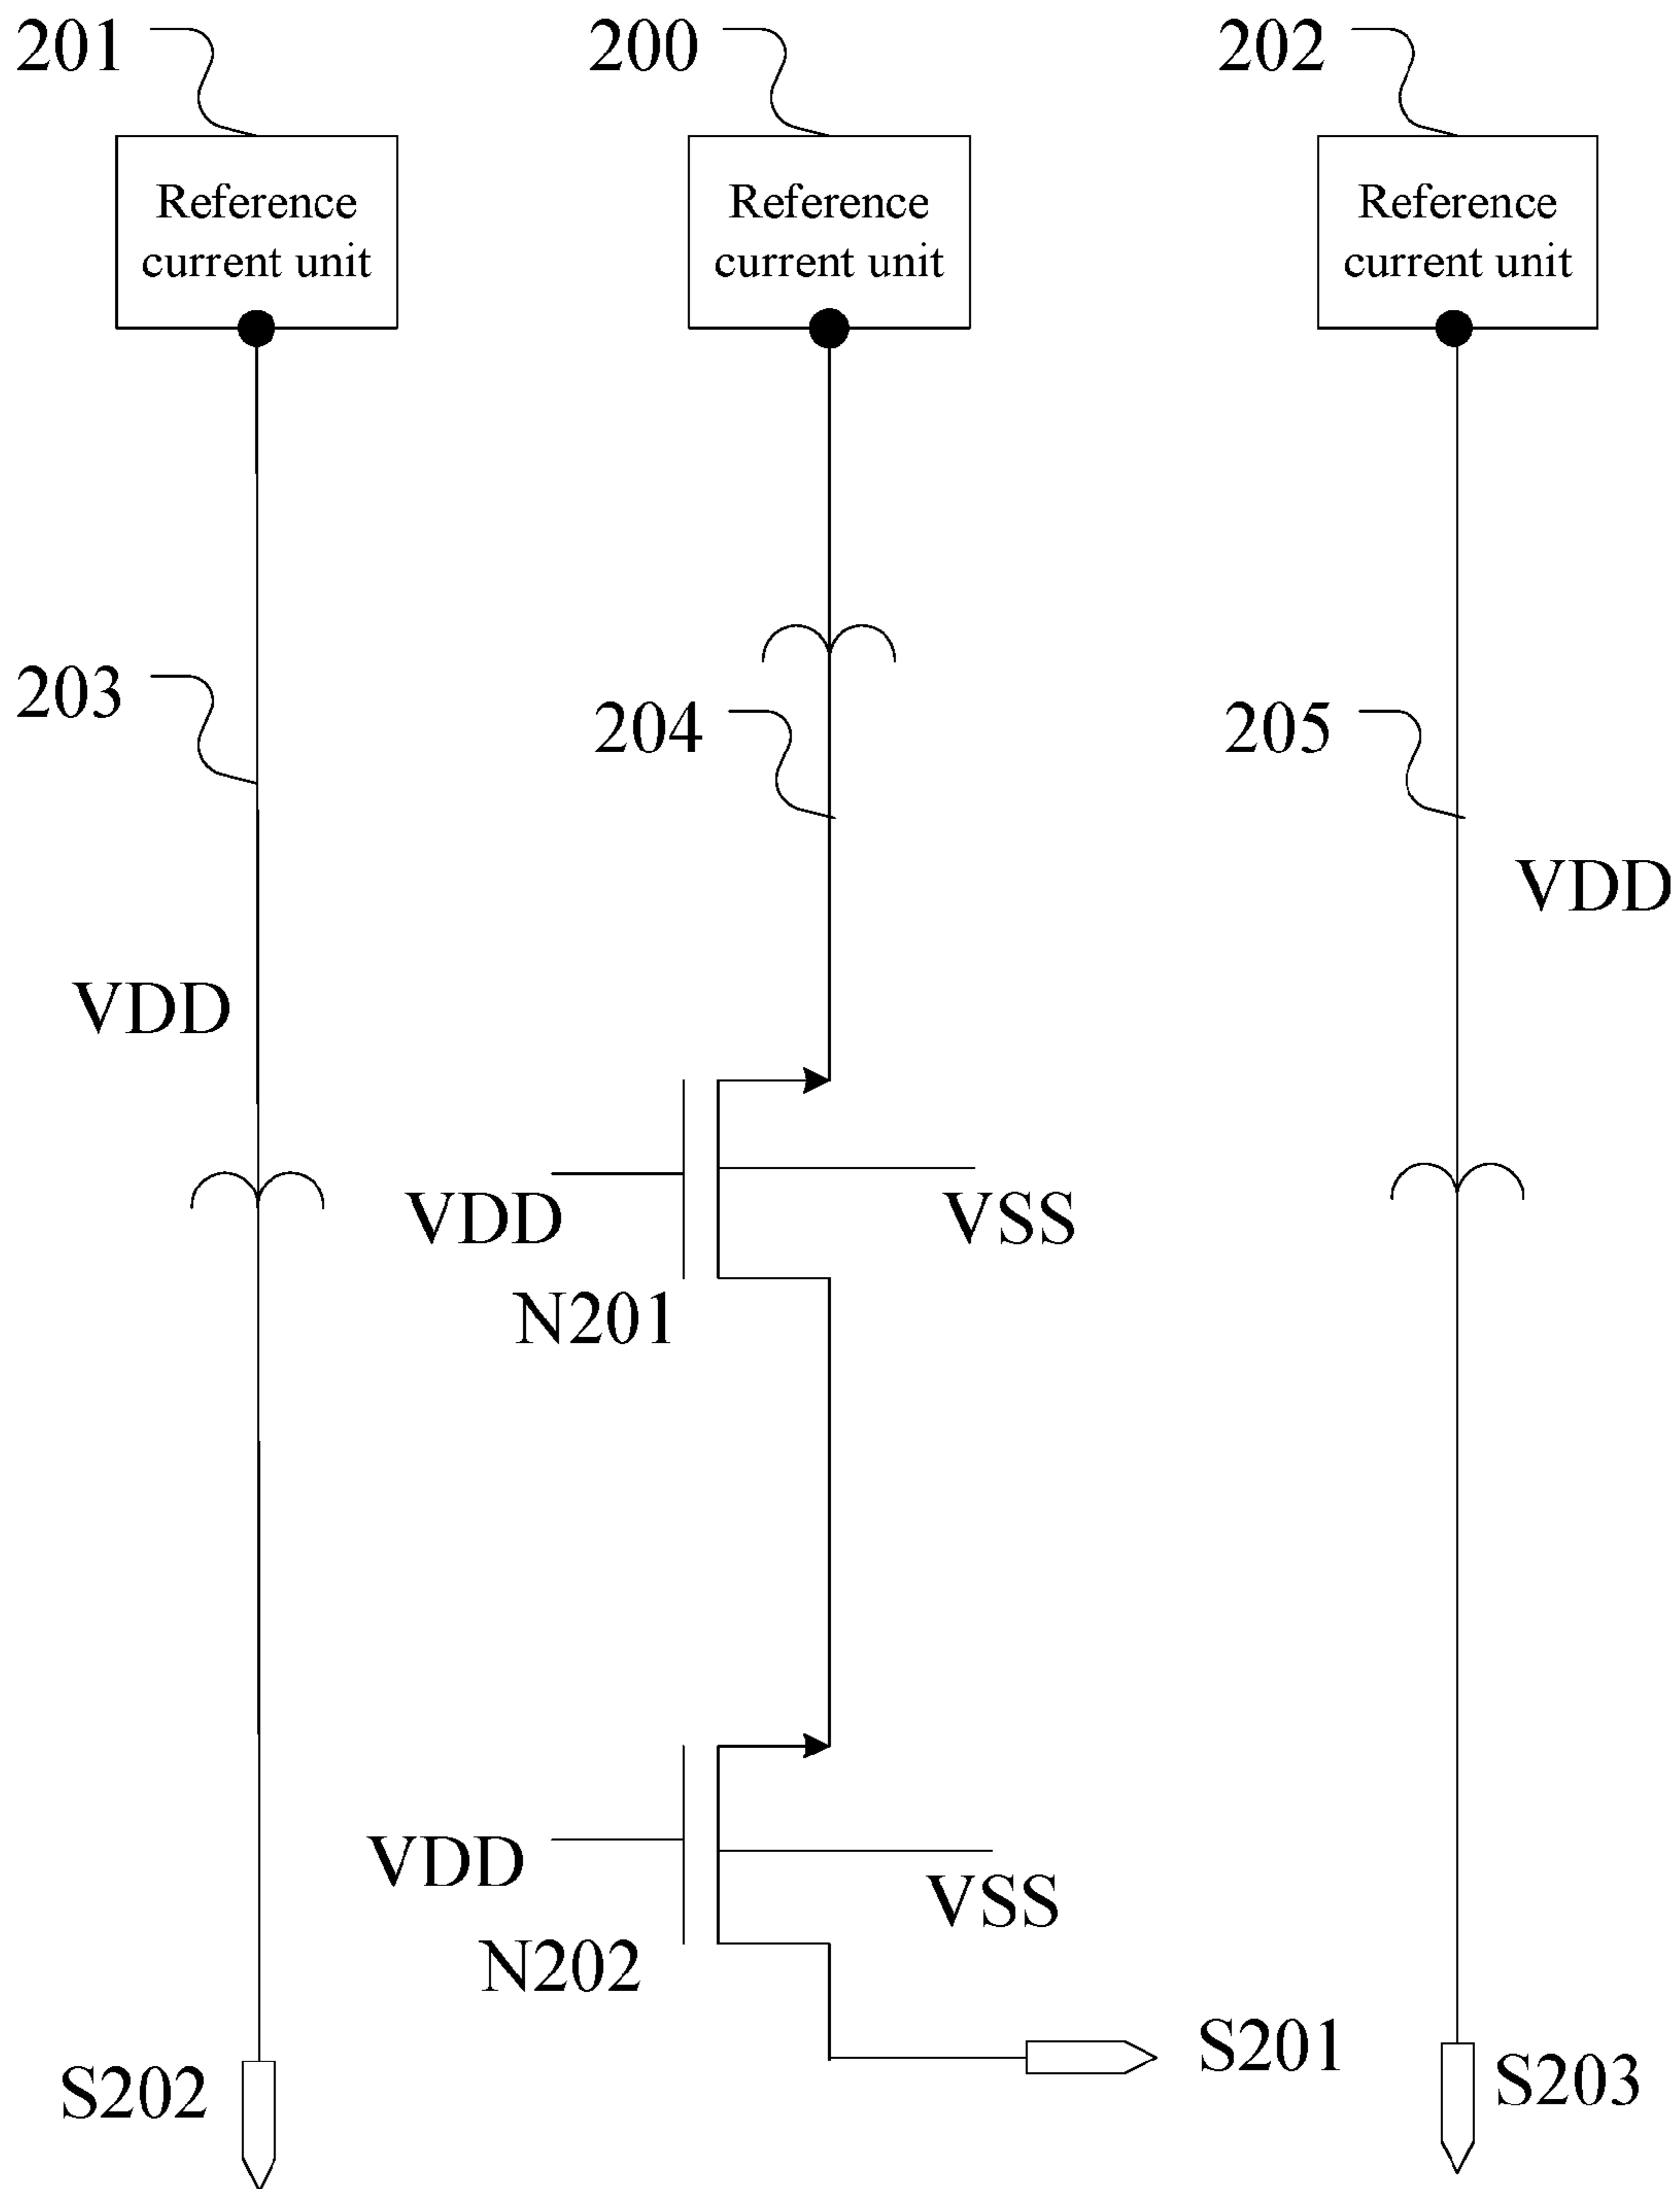 201
200
202
Reference
current unit
Reference
current unit
Reference
current unit
203
204
205
VDD
VDD
VDD
VSS
N201
VDD
VSS
N202
S201
S202
S203